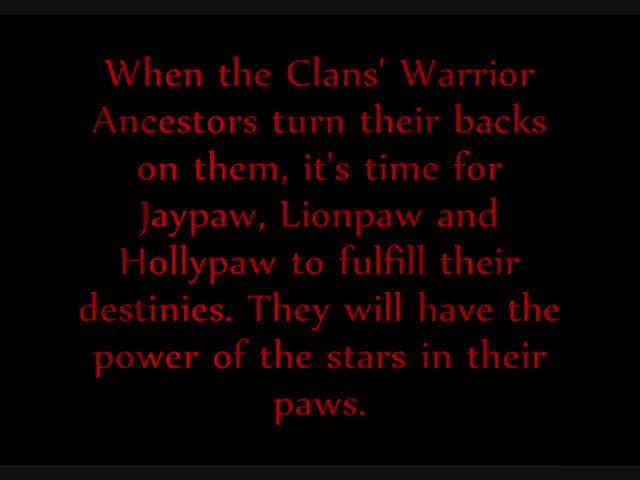 When the Clans' Warrior
Ancestors turn their backs
on them, it's time for
Jaypaw, Lionpaw and
Hollypaw to fulfill their
destinies. They will have the
power of the stars in their
paws.